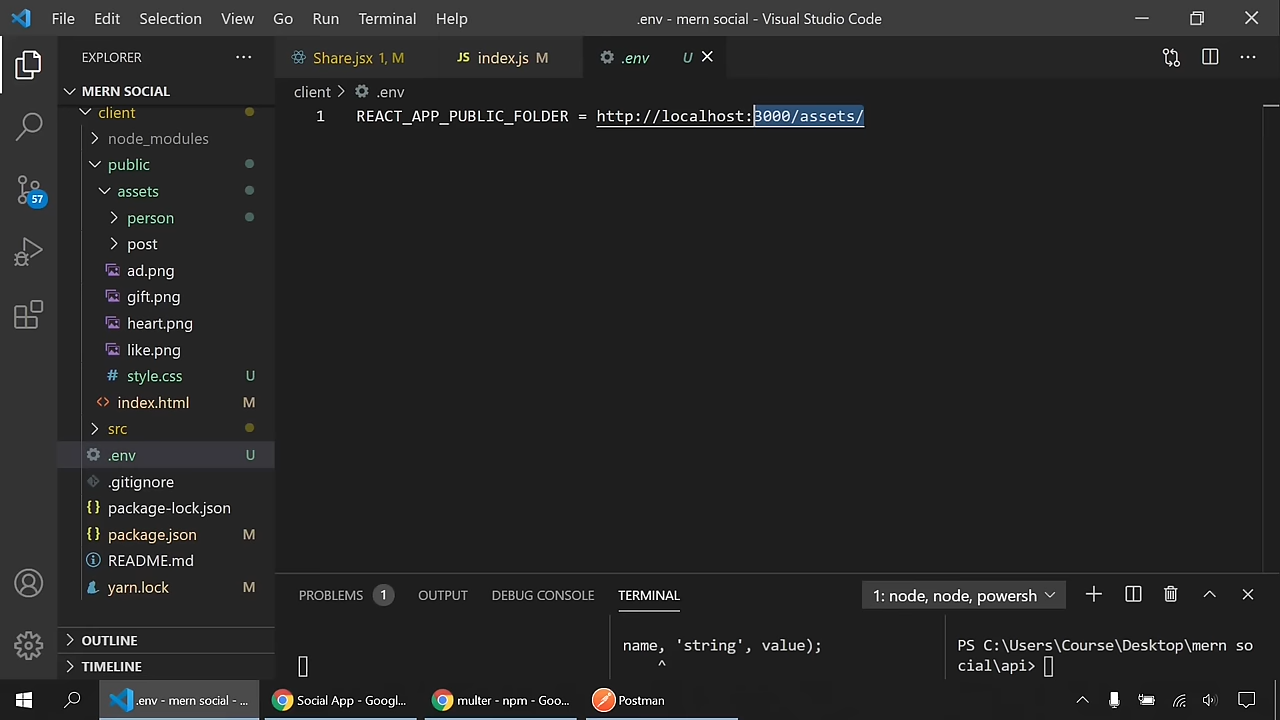 File Edit Selection View Go Run Terminal Help .env - mern social - Visual Studio Code
EXPLORER ...
Share.jsx 1, M JS index.js M .env U
MERN SOCIAL
client > .env
client
1 REACT_APP_PUBLIC_FOLDER = http://localhost:3000/assets/
node_modules
public
assets
57
person
post
ad.png
gift.png
heart.png
like.png
# style.css U
<> index.html M
src
.env U
.gitignore
{} package-lock.json
{} package.json M
README.md
yarn.lock M
PROBLEMS 1 OUTPUT DEBUG CONSOLE TERMINAL 1: node, node, powersh
OUTLINE
TIMELINE
name, 'string', value);
^
PS C:\Users\Course\Desktop\mern so
cial\api>
.env - mern social - ... Social App - Googl... multer - npm - Goo... Postman